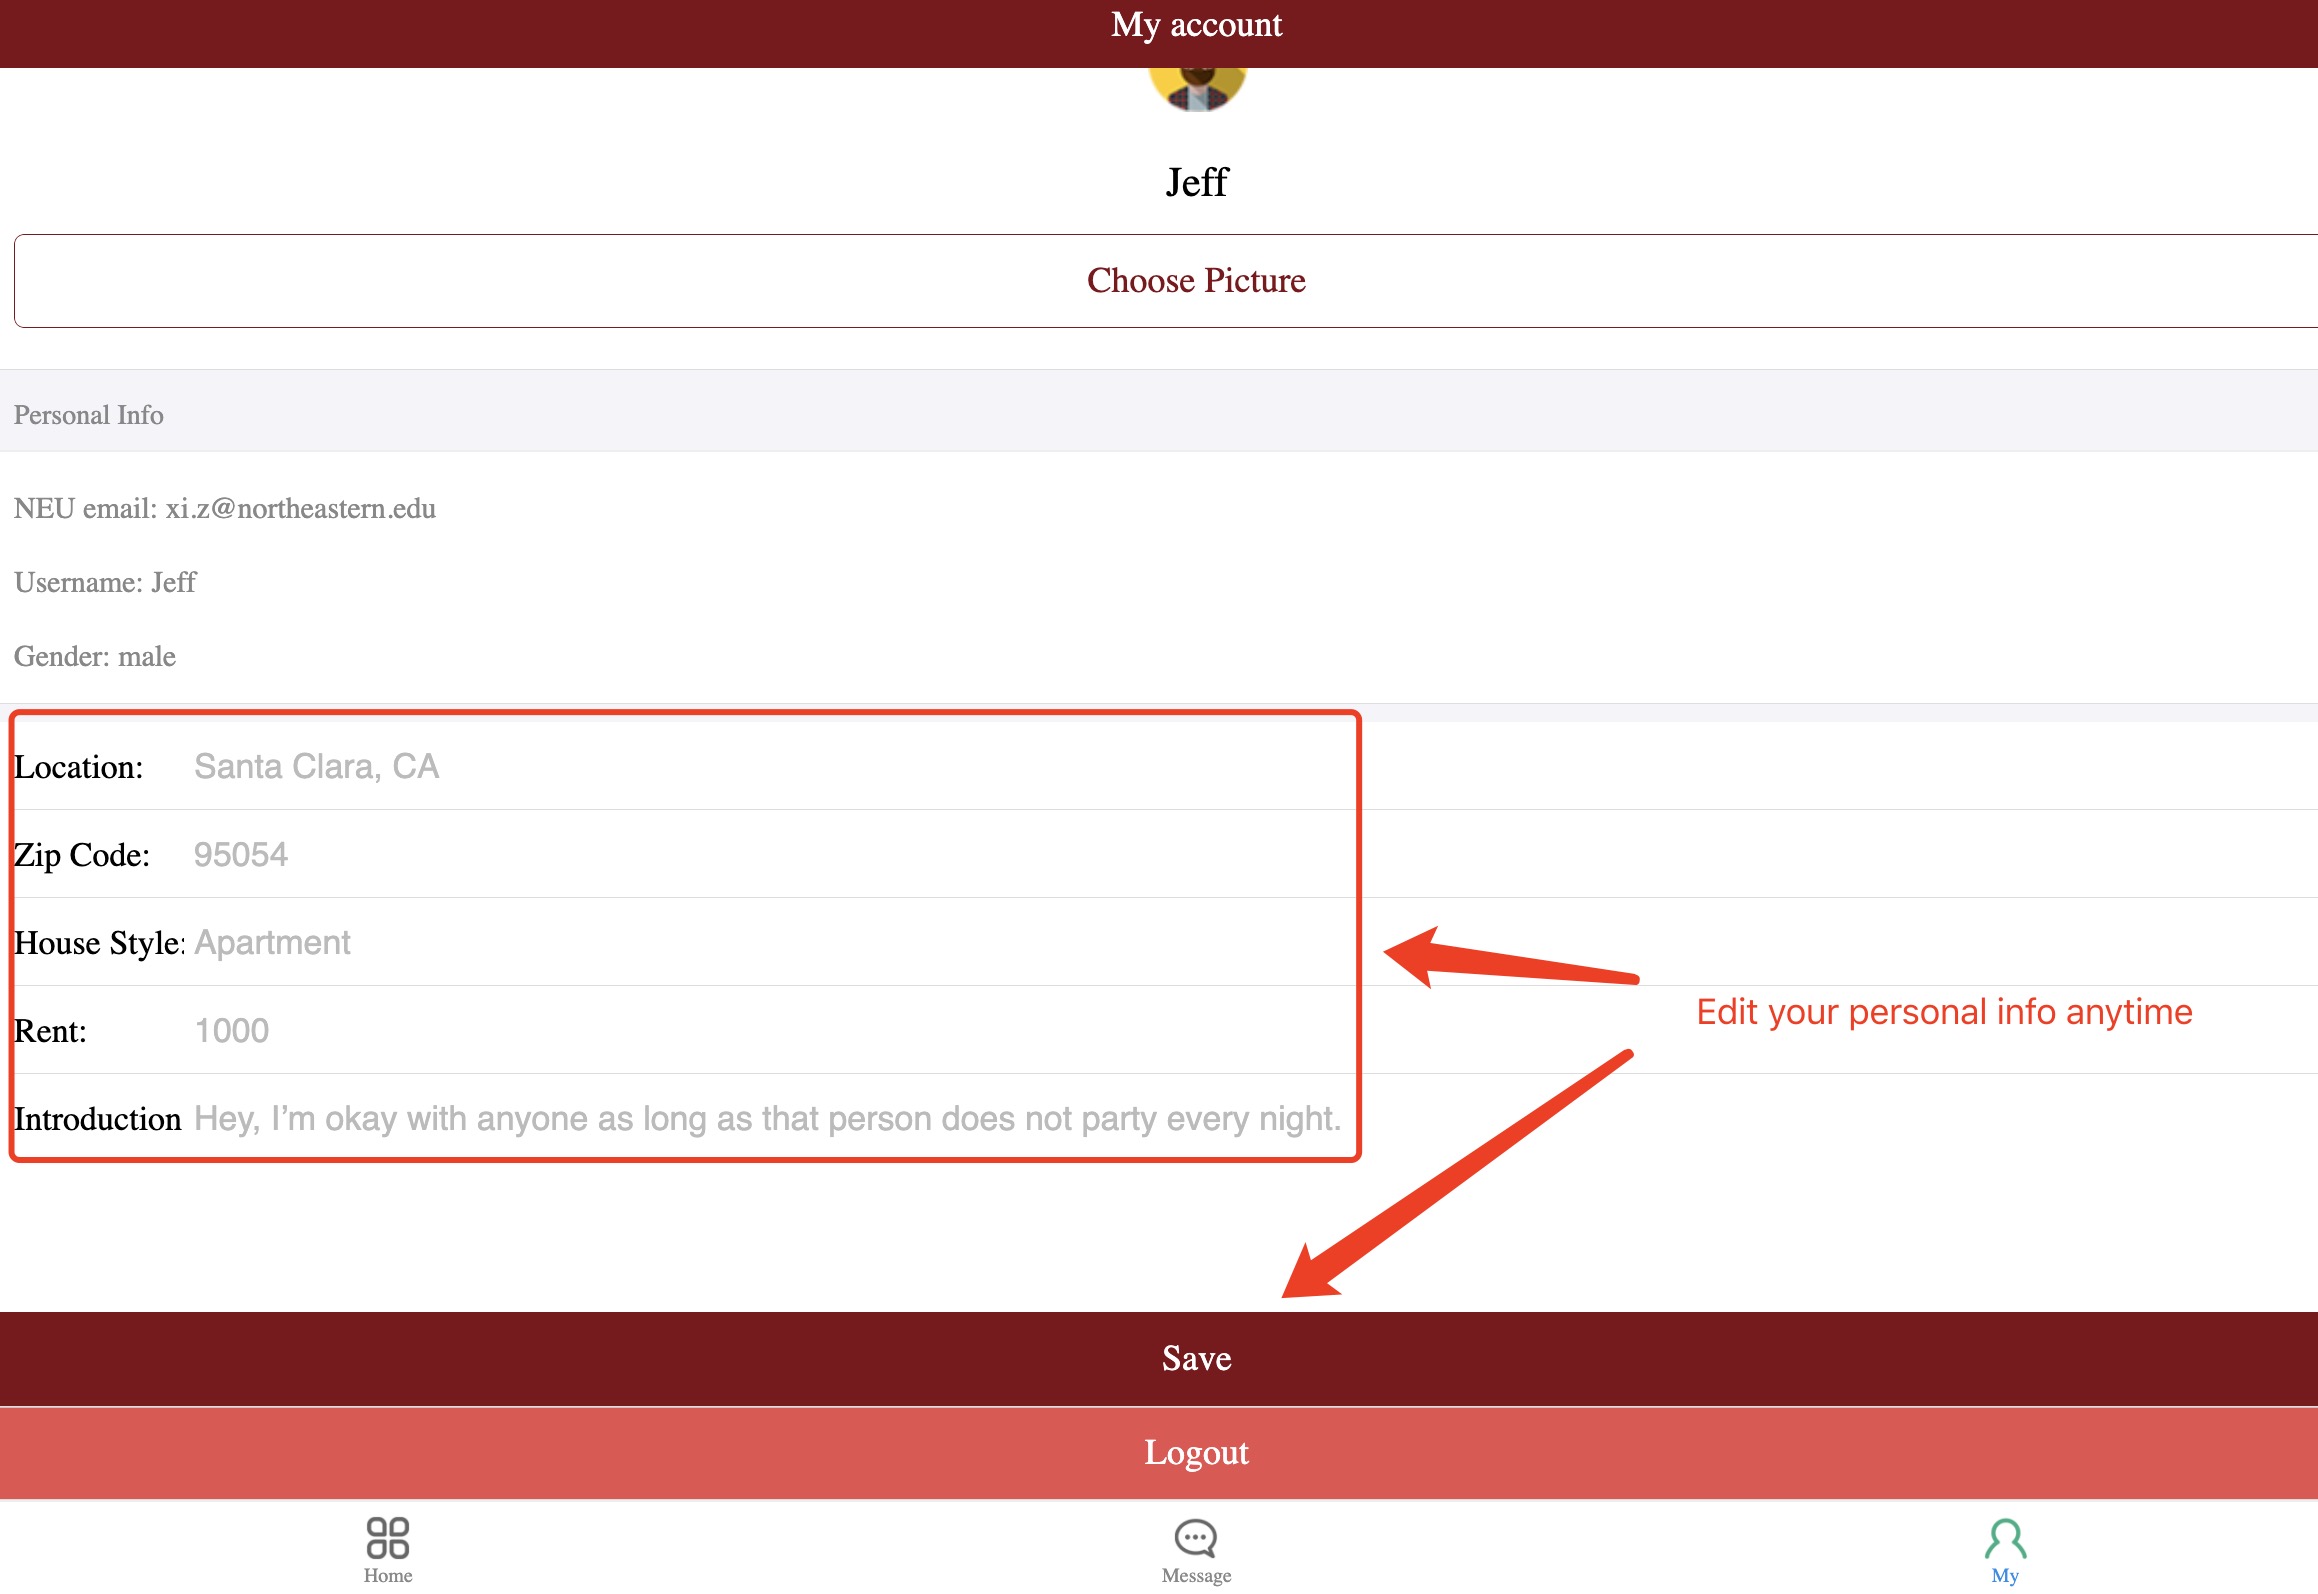 My account
Jeff
Choose Picture
Personal Info
NEU email: xi.z@northeastern.edu
Username: Jeff
Gender: male
Location: Santa Clara, CA
Zip Code: 95054
House Style: Apartment
Rent: 1000
Edit your personal info anytime
Introduction Hey, I’m okay with anyone as long as that person does not party every night.
Save
Logout
Home Message My